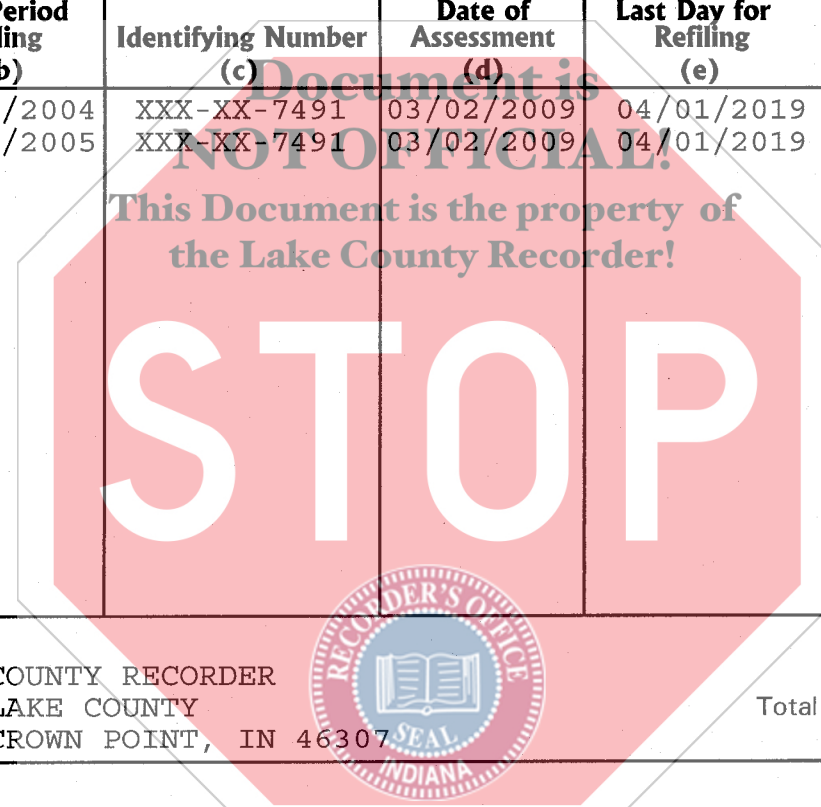 Period
ling
b)
Identifying Number
(c)
Date of
Assessment
(d)
Last Day for
Refiling
(e)
/2004 XXX-XX-7491 03/02/2009 04/01/2019
/2005 XXX-XX-7491 03/02/2009 04/01/2019
Document is
NOT OFFICIAL!
This Document is the property of
the Lake County Recorder!
STOP
RECORDER'S OFFICE
SEAL
INDIANA
COUNTY RECORDER
LAKE COUNTY
CROWN POINT, IN 46307
Total